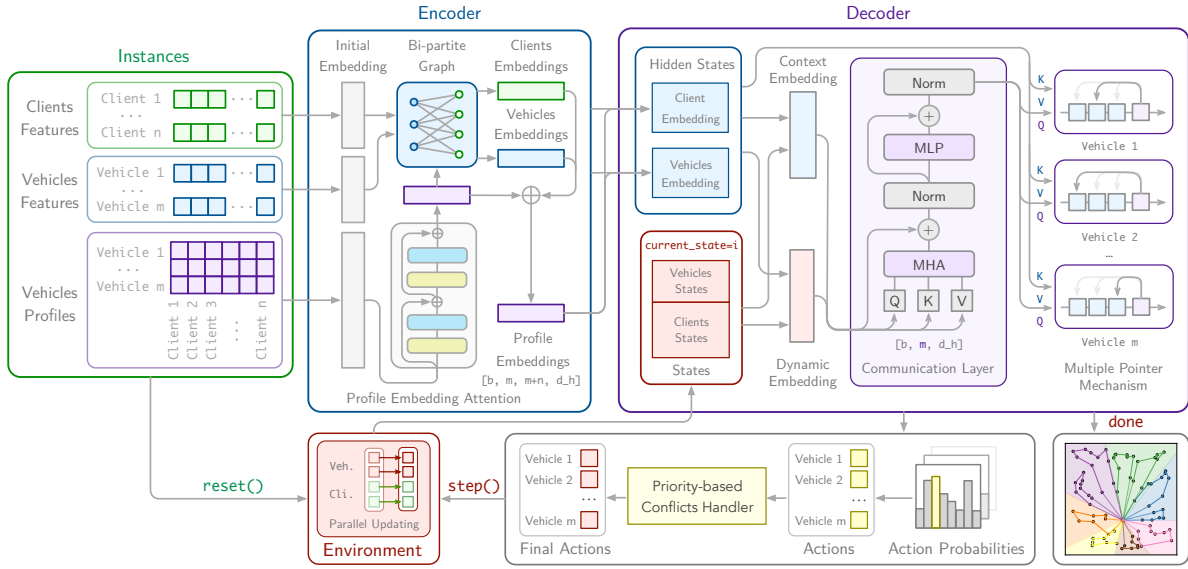 Encoder
Decoder
Instances
Clients
Features
Client 1
...
Client n
...
...
Vehicles
Features
Vehicle 1
...
Vehicle m
...
...
Vehicles
Profiles
Vehicle 1
...
Vehicle m
Client 1
Client 2
Client 3
...
Client n
Initial
Embedding
Bi-partite
Graph
Clients
Embeddings
Vehicles
Embeddings
Profile
Embeddings
[b, m, m+n, d_h]
Profile Embedding Attention
Hidden States
Client
Embedding
Vehicles
Embedding
current_state=i
Vehicles
States
Clients
States
States
Context
Embedding
Dynamic
Embedding
Norm
+
MLP
Norm
+
MHA
Q K V
[b, m, d_h]
Communication Layer
K
V
Q
Vehicle 1
K
V
Q
Vehicle 2
...
K
V
Q
Vehicle m
Multiple Pointer
Mechanism
reset()
Veh.
Cli.
Parallel Updating
Environment
step()
Vehicle 1
Vehicle 2
...
Vehicle m
Final Actions
Priority-based
Conflicts Handler
Vehicle 1
Vehicle 2
...
Vehicle m
Actions
Action Probabilities
done